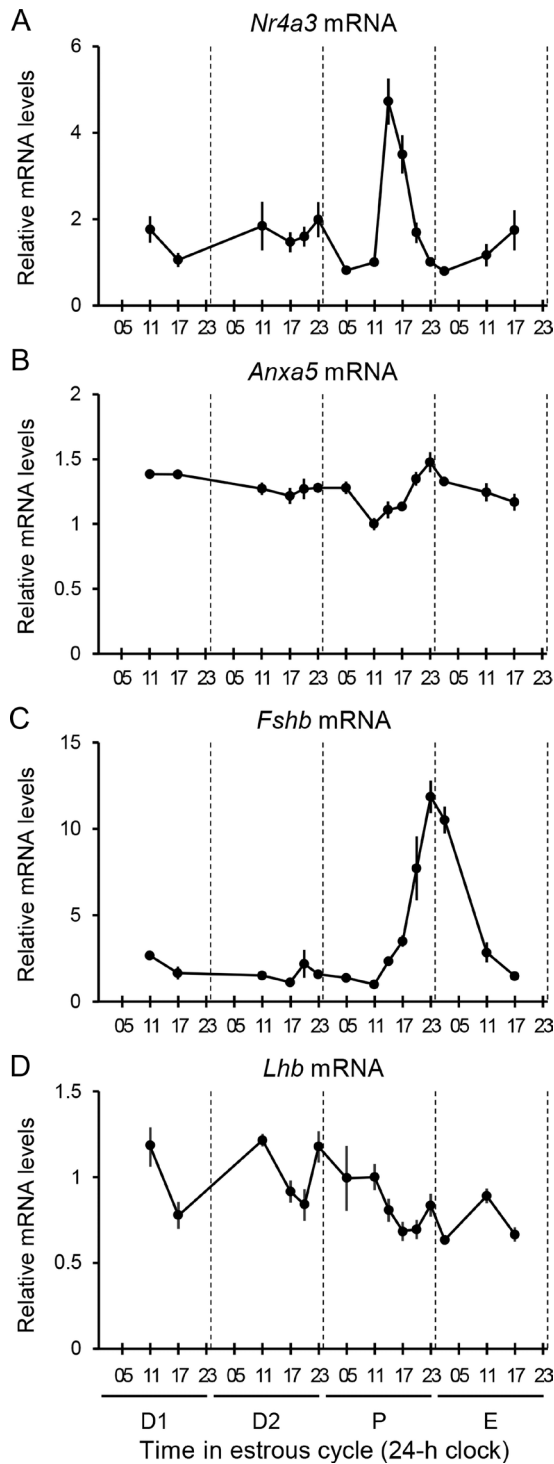 A
Nr4a3 mRNA
Relative mRNA levels
6
4
2
0
05 11 17 23 05 11 17 23 05 11 17 23 05 11 17 23
B
Anxa5 mRNA
Relative mRNA levels
2
1.5
1
0.5
0
05 11 17 23 05 11 17 23 05 11 17 23 05 11 17 23
C
Fshb mRNA
Relative mRNA levels
15
10
5
0
05 11 17 23 05 11 17 23 05 11 17 23 05 11 17 23
D
Lhb mRNA
Relative mRNA levels
1.5
1
0.5
0
05 11 17 23 05 11 17 23 05 11 17 23 05 11 17 23
D1 D2 P E
Time in estrous cycle (24-h clock)